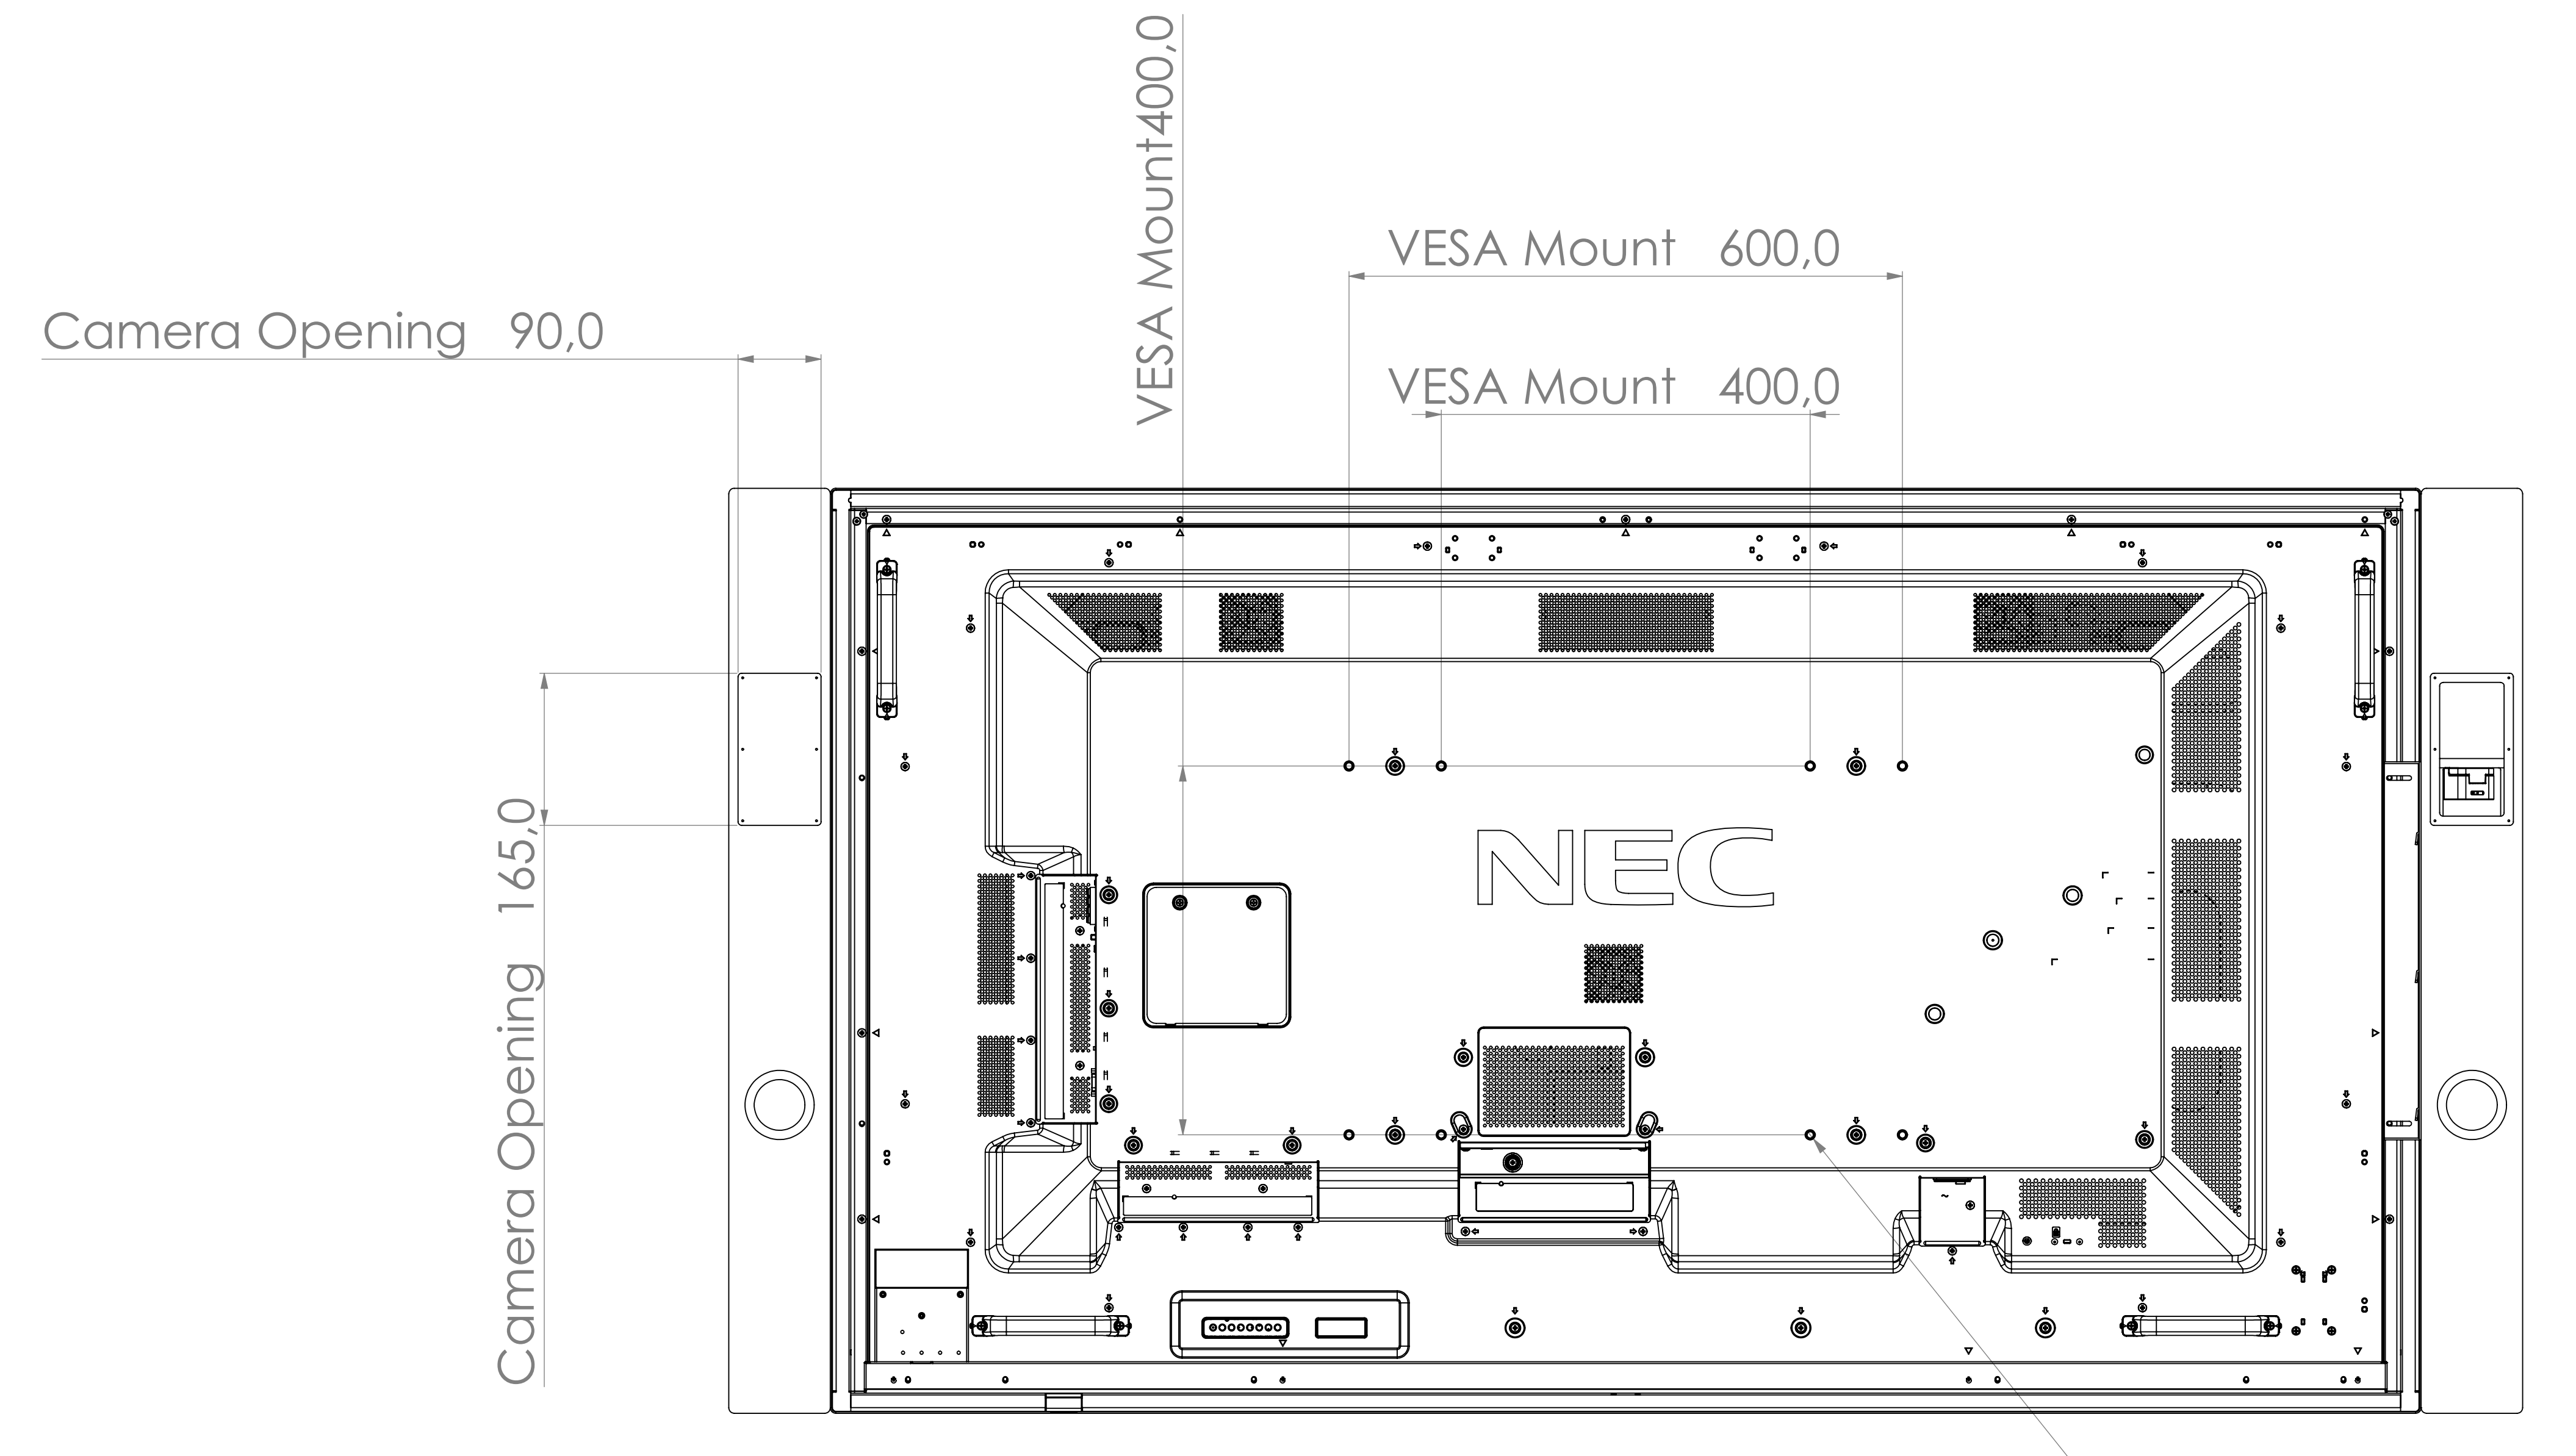 VESA Mount400,0
VESA Mount 600,0
Camera Opening 90,0
VESA Mount 400,0
Camera Opening 165,0
NEC